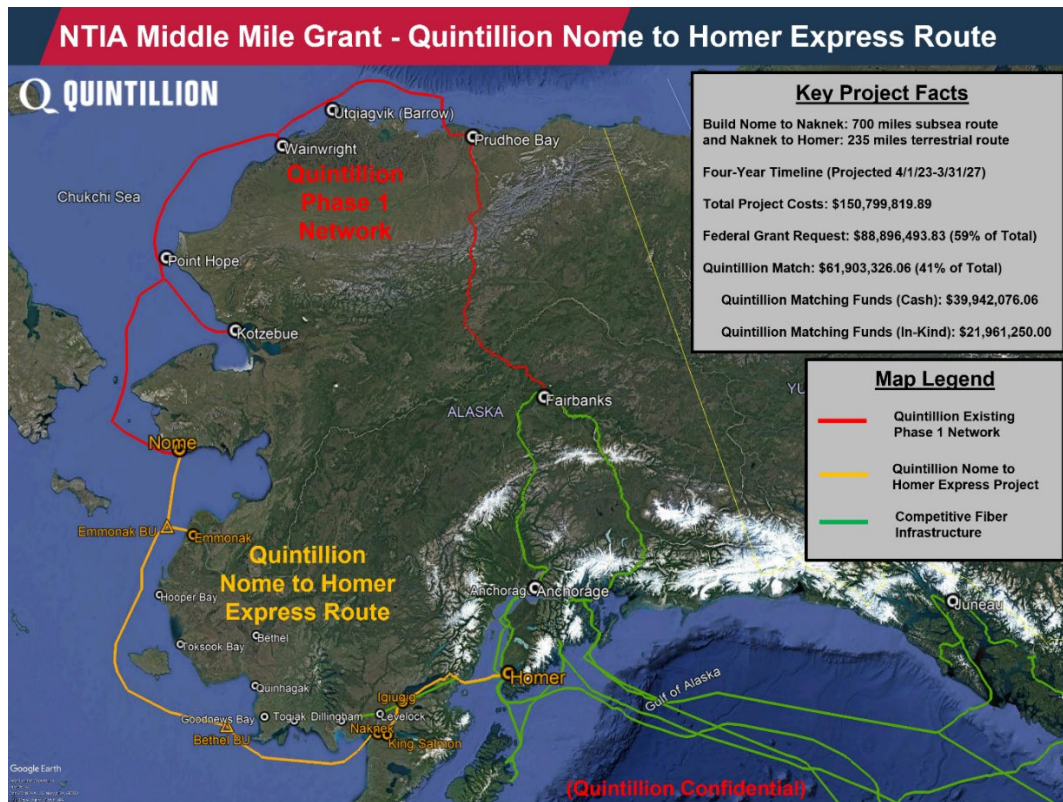 NTIA Middle Mile Grant - Quintillion Nome to Homer Express Route
QUINTILLION
Key Project Facts
Build Nome to Naknek: 700 miles subsea route
and Naknek to Homer: 235 miles terrestrial route
Four-Year Timeline (Projected 4/1/23-3/31/27)
Total Project Costs: $150,799,819.89
Federal Grant Request: $88,896,493.83 (59% of Total)
Quintillion Match: $61,903,326.06 (41% of Total)
Quintillion Matching Funds (Cash): $39,942,076.06
Quintillion Matching Funds (In-Kind): $21,961,250.00
Map Legend
Quintillion Existing
Phase 1 Network
Quintillion Nome to
Homer Express Project
Competitive Fiber
Infrastructure
Utqiagvik (Barrow)
Prudhoe Bay
Wainwright
Quintillion
Phase 1
Network
Chukchi Sea
Point Hope
Kotzebue
Fairbanks
ALASKA
YU
Nome
Emmonak BU
Emmonak
Quintillion
Nome to Homer
Express Route
Hooper Bay
Bethel
Toksook Bay
Quinhagak
Anchorag
Anchorage
Juneau
Homer
Gulf of Alaska
Igiugig
Levelock
Goodnews Bay
Togiak
Dillingham
Naknek
King Salmon
Bethel BU
Google Earth
(Quintillion Confidential)